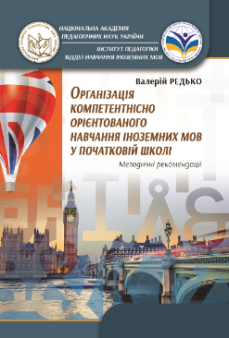 НАЦІОНАЛЬНА АКАДЕМІЯ
ПЕДАГОГІЧНИХ НАУК УКРАЇНИ
ІНСТИТУТ ПЕДАГОГІКИ
ВІДДІЛ НАВЧАННЯ ІНОЗЕМНИХ МОВ
Валерій РЕДЬКО
ОРГАНІЗАЦІЯ
КОМПЕТЕНТНІСНО
ОРІЄНТОВАНОГО
НАВЧАННЯ ІНОЗЕМНИХ МОВ
У ПОЧАТКОВІЙ ШКОЛІ
Методичні рекомендації